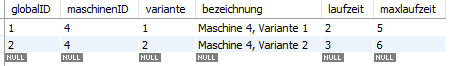 globalID maschinenID variante bezeichnung laufzeit maxlaufzeit
1 4 1 Maschine 4, Variante 1 2 5
2 4 2 Maschine 4, Variante 2 3 6
NULL NULL NULL NULL NULL NULL